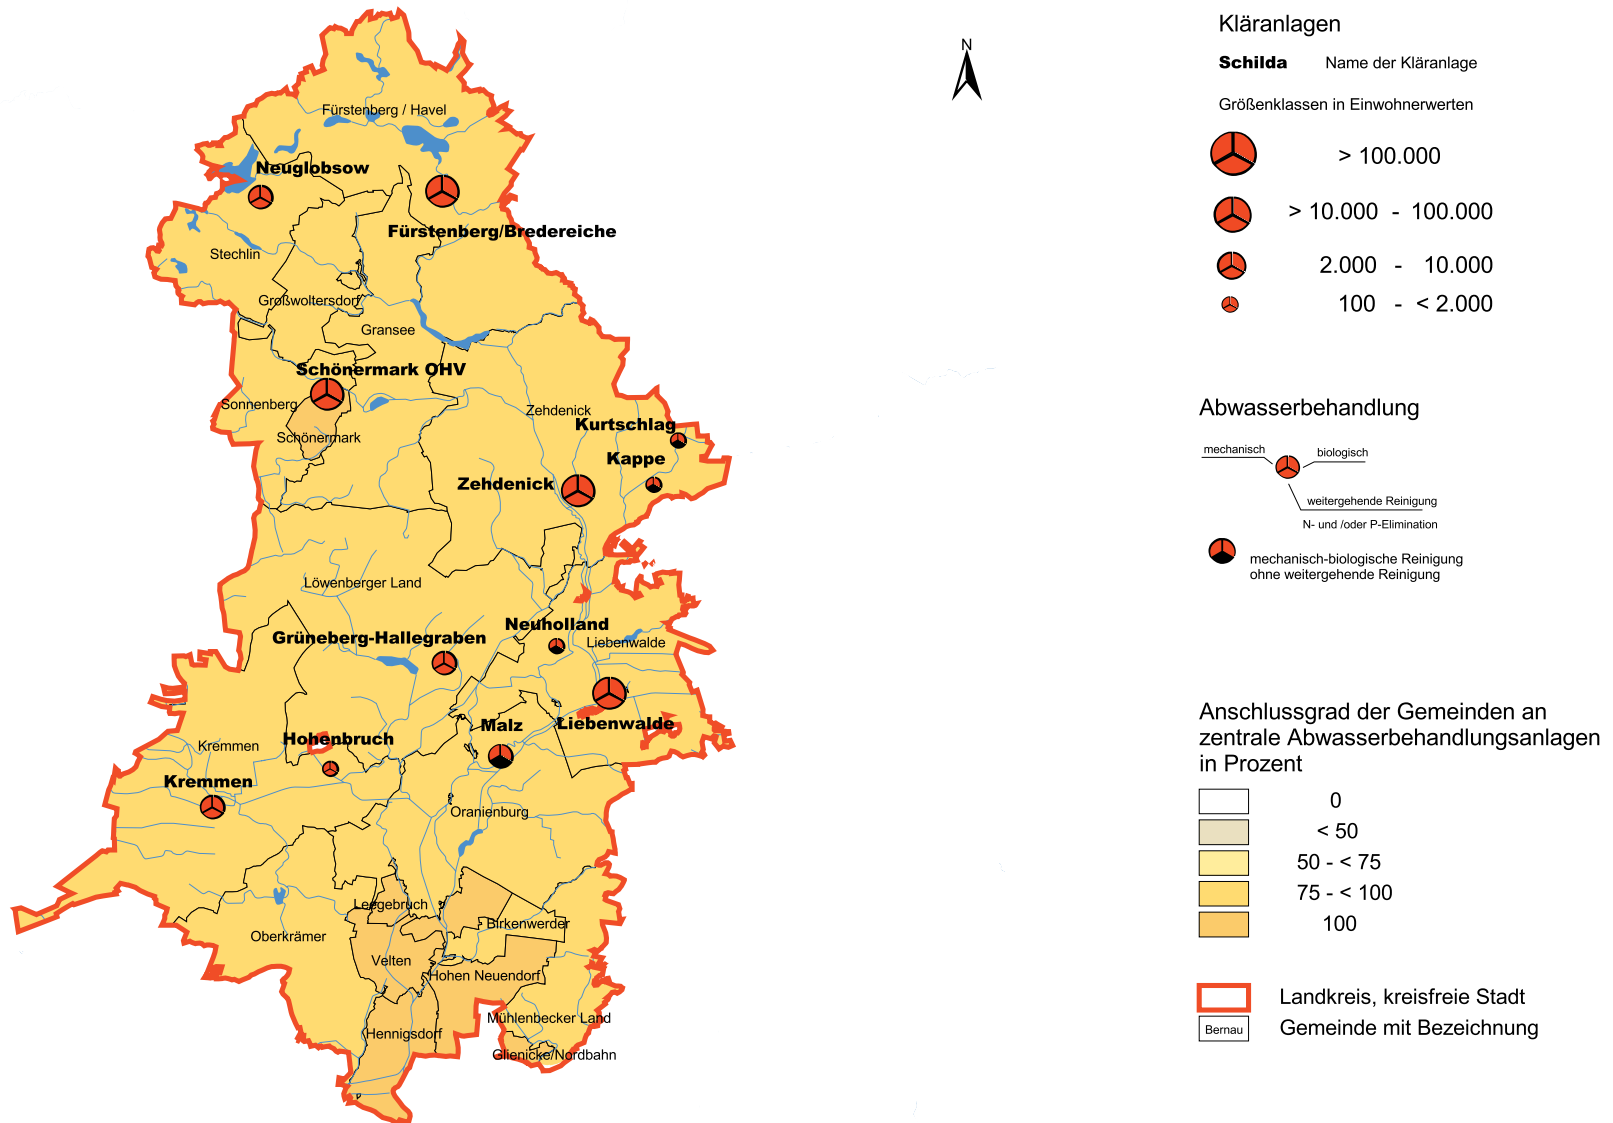 N
Fürstenberg / Havel
Neuglobsow
Fürstenberg/Bredereiche
Stechlin
Großwoltersdorf
Gransee
Schönermark OHV
Sonnenberg
Schönermark
Zehdenick
Kurtschlag
Kappe
Zehdenick
Löwenberger Land
Neuholland
Grüneberg-Hallegraben
Liebenwalde
Malz
Liebenwalde
Hohenbruch
Kremmen
Kremmen
Oranienburg
Leegebruch
Birkenwerder
Oberkrämer
Velten
Hohen Neuendorf
Mühlenbecker Land
Hennigsdorf
Glienicke/Nordbahn
Kläranlagen
Schilda Name der Kläranlage
Größenklassen in Einwohnerwerten
> 100.000
> 10.000 - 100.000
2.000 - 10.000
100 - < 2.000
Abwasserbehandlung
mechanisch
biologisch
weitergehende Reinigung
N- und /oder P-Elimination
mechanisch-biologische Reinigung
ohne weitergehende Reinigung
Anschlussgrad der Gemeinden an
zentrale Abwasserbehandlungsanlagen
in Prozent
0
< 50
50 - < 75
75 - < 100
100
Landkreis, kreisfreie Stadt
Bernau Gemeinde mit Bezeichnung